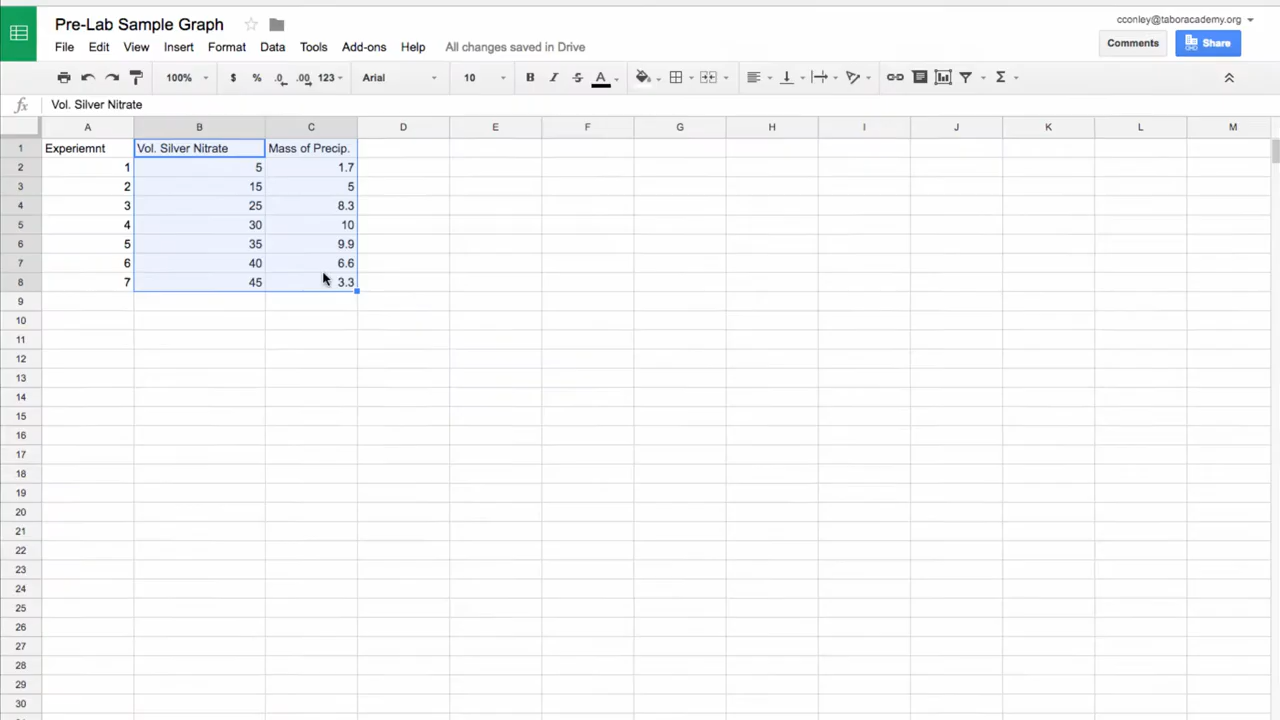 Pre-Lab Sample Graph
cconley@taboracademy.org
File Edit View Insert Format Data Tools Add-ons Help All changes saved in Drive
Comments Share
100% $ % .0 .00 123 Arial 10 B I S A Σ
fx Vol. Silver Nitrate
A B C D E F G H I J K L M
1 Experiemnt Vol. Silver Nitrate Mass of Precip.
2 1 5 1.7
3 2 15 5
4 3 25 8.3
5 4 30 10
6 5 35 9.9
7 6 40 6.6
8 7 45 3.3
9
10
11
12
13
14
15
16
17
18
19
20
21
22
23
24
25
26
27
28
29
30